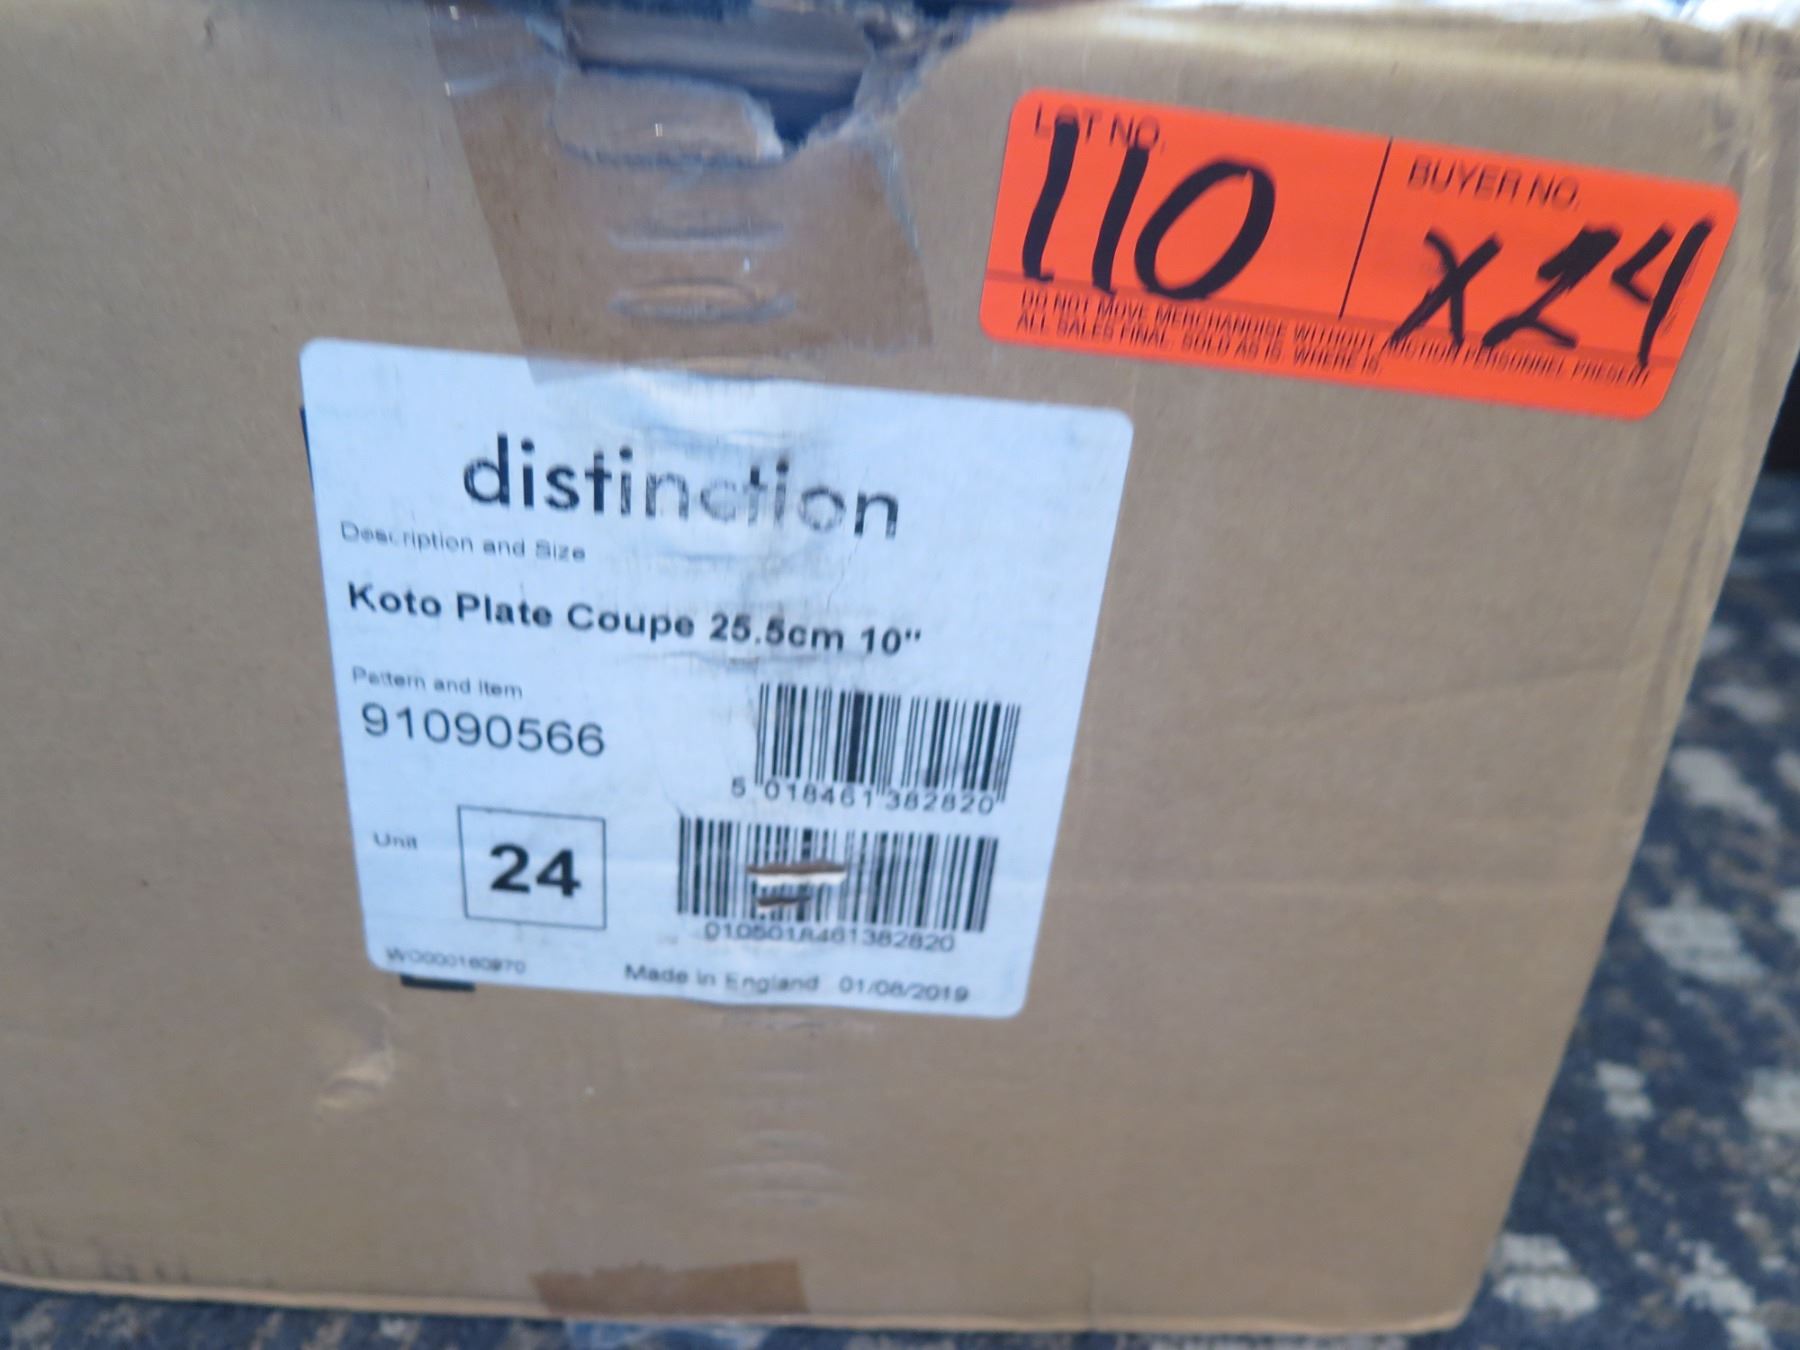 LOT NO.
110
BUYER NO.
x24
DO NOT MOVE MERCHANDISE WITHOUT AUCTION PERSONNEL PRESENT
ALL SALES FINAL. SOLD AS IS. WHERE IS.
distinction
Description and Size
Koto Plate Coupe 25.5cm 10"
Pattern and Item
91090566
5 018461 382820
Unit
24
0105018461382820
WO000160970
Made in England 01/08/2019